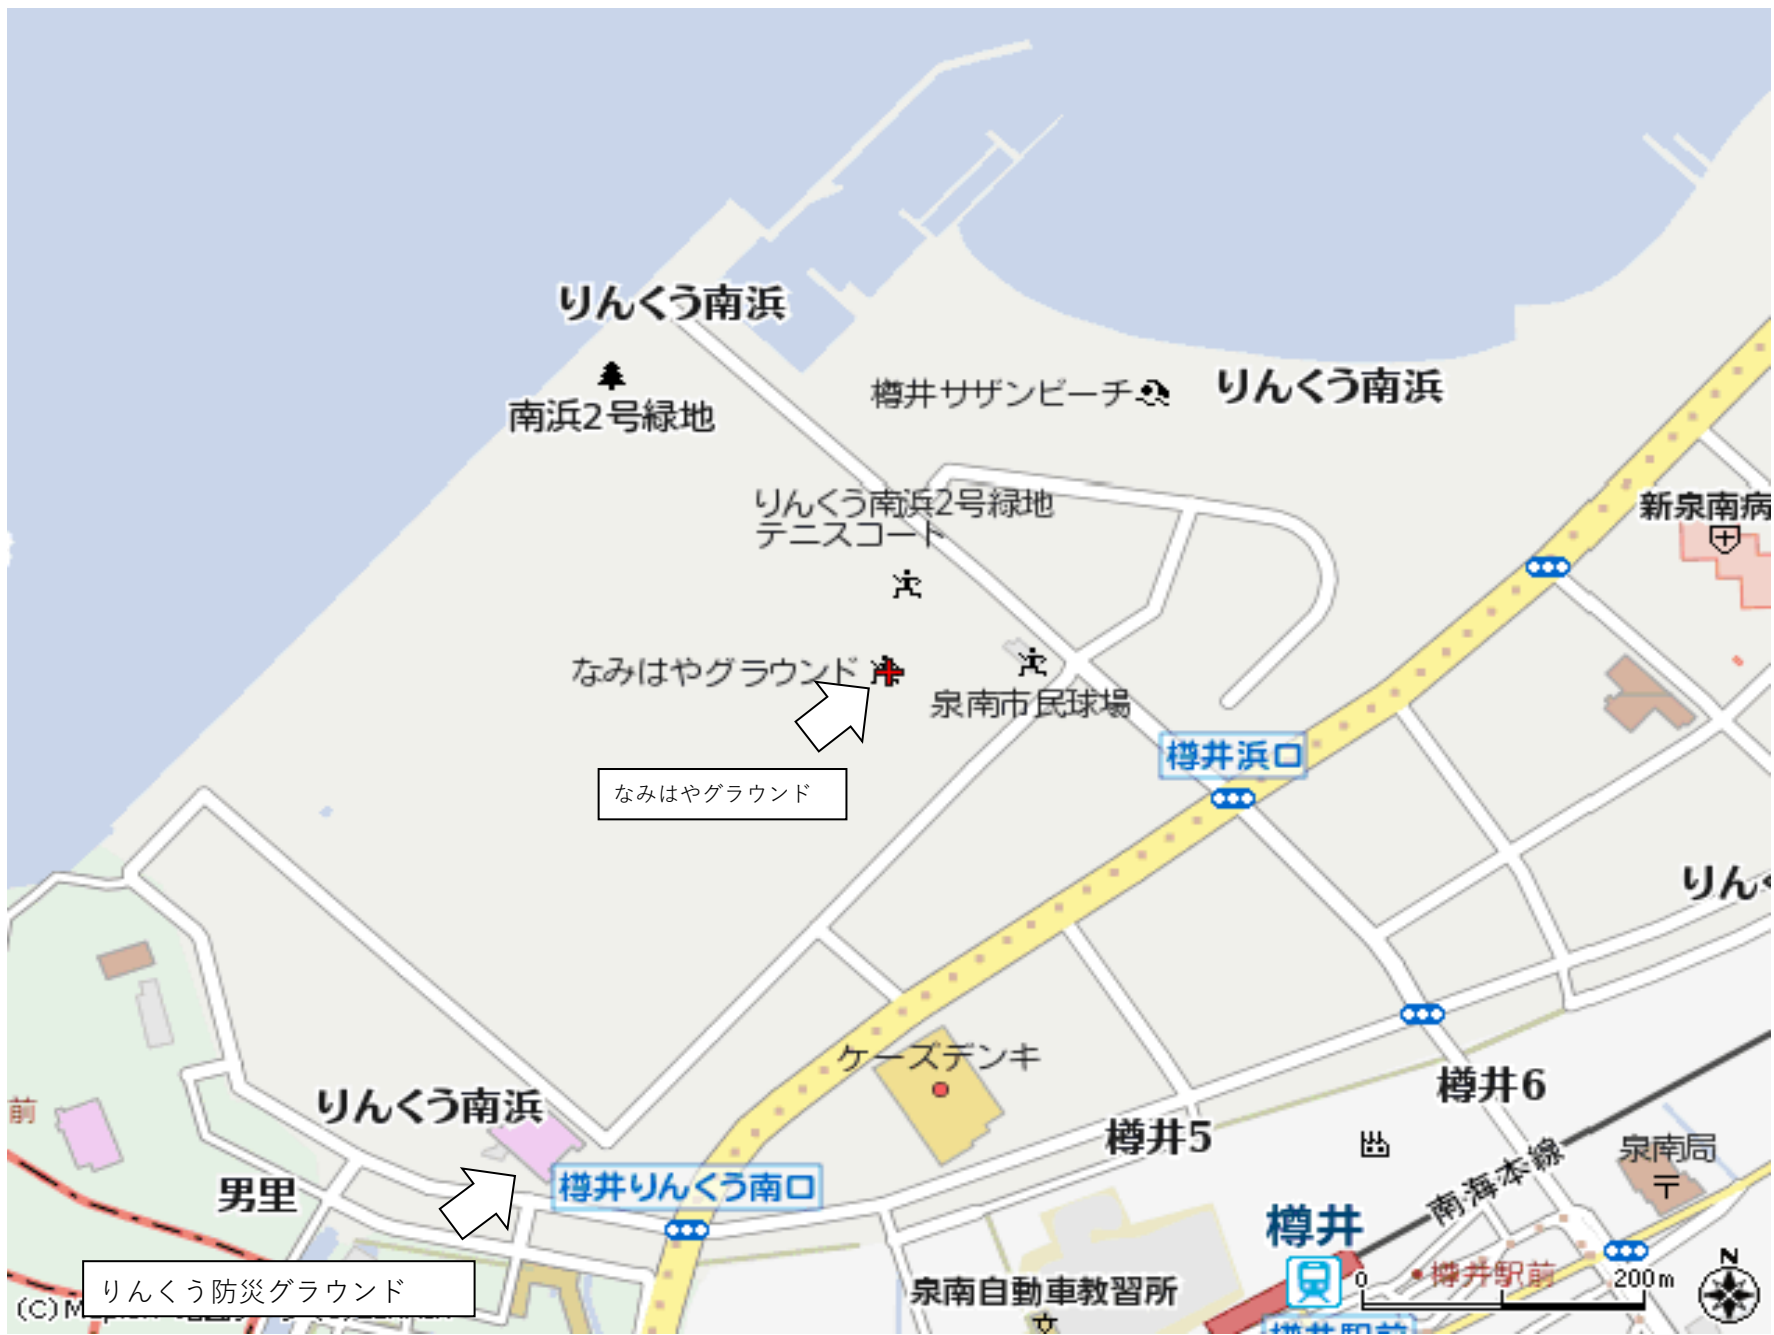 りんくう南浜
南浜2号緑地
樽井サザンビーチ
りんくう南浜
りんくう南浜2号緑地
テニスコート
新泉南病
なみはやグラウンド
泉南市民球場
樽井浜口
なみはやグラウンド
りんく
ケーズデンキ
前
りんくう南浜
樽井6
樽井5
泉南局
南海本線
樽井りんくう南口
男里
樽井
N
りんくう防災グラウンド
泉南自動車教習所
0
樽井駅前
200m
(C)M
樽井駅前